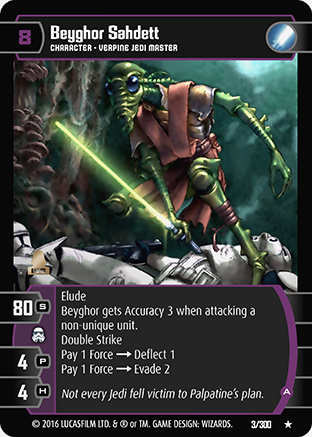 8
Beyghor Sahdett
CHARACTER - VERPINE JEDI MASTER
80 S
Elude
Beyghor gets Accuracy 3 when attacking a
non-unique unit.
Double Strike
4 P
Pay 1 Force → Deflect 1
Pay 1 Force → Evade 2
4 H
Not every Jedi fell victim to Palpatine's plan.
A
© 2016 LUCASFILM LTD. & ® or TM. GAME DESIGN: WIZARDS. 3/300 ★